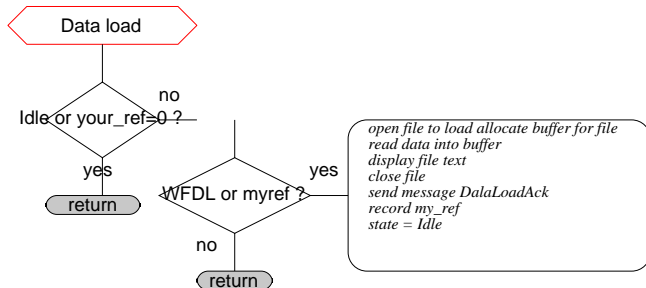 Data load
no
Idle or your_ref=0 ?
yes
return
WFDL or myref ?
yes
no
return
open file to load allocate buffer for file
read data into buffer
display file text
close file
send message DalaLoadAck
record my_ref
state = Idle